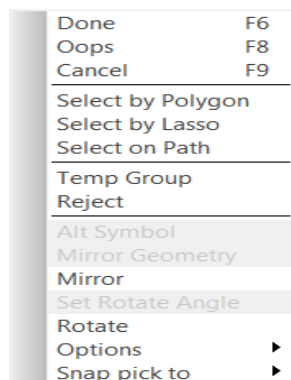 Done F6
Oops F8
Cancel F9
Select by Polygon
Select by Lasso
Select on Path
Temp Group
Reject
Alt Symbol
Mirror Geometry
Mirror
Set Rotate Angle
Rotate
Options
Snap pick to